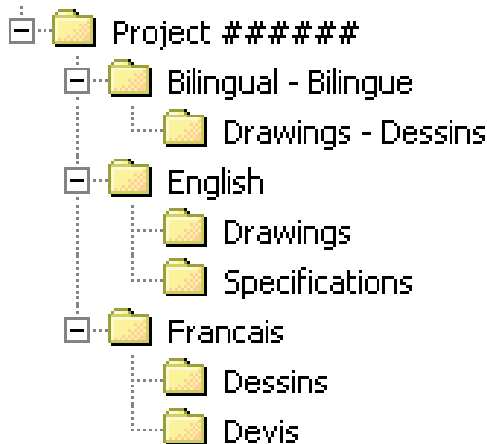 Project ######
Bilingual - Bilingue
Drawings - Dessins
English
Drawings
Specifications
Francais
Dessins
Devis